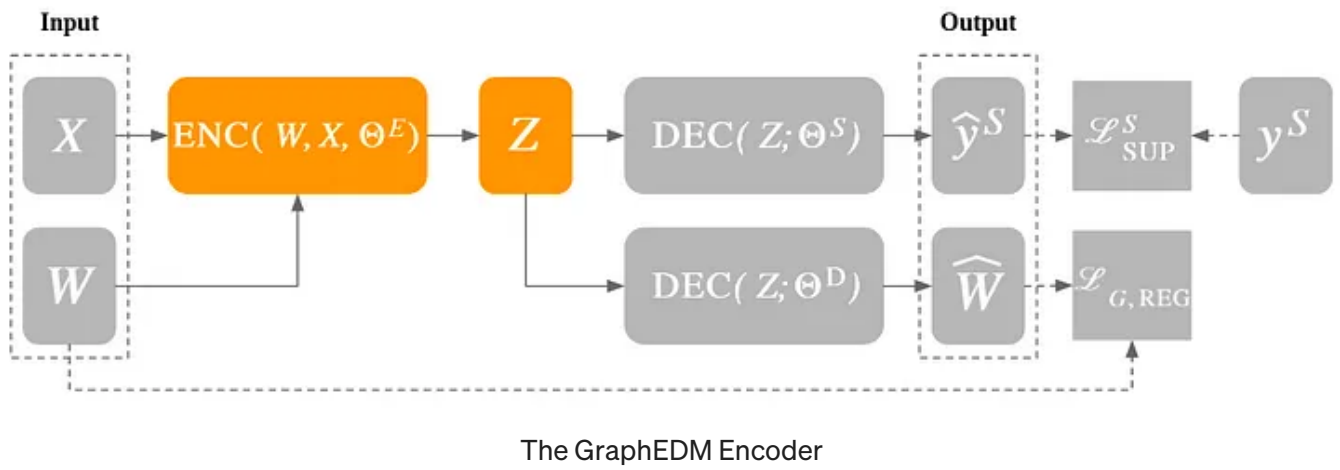 Input
Output
X
ENC( W, X, Θ^E)
Z
DEC( Z; Θ^S)
ŷ^S
ℒ^S_SUP
y^S
W
DEC( Z; Θ^D)
Ŵ
ℒ_G, REG
The GraphEDM Encoder